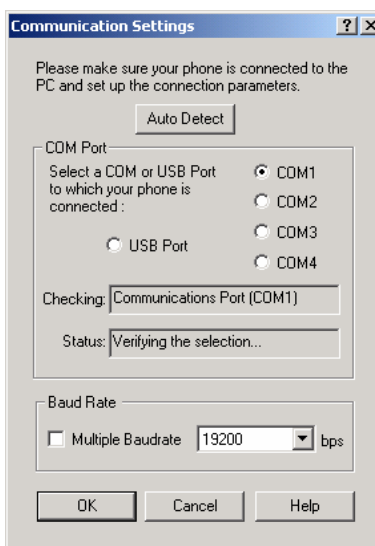 Communication Settings
Please make sure your phone is connected to the
PC and set up the connection parameters.
Auto Detect
COM Port
Select a COM or USB Port
to which your phone is
connected :
COM1
COM2
COM3
COM4
USB Port
Checking: Communications Port (COM1)
Status: Verifying the selection...
Baud Rate
Multiple Baudrate 19200 bps
OK Cancel Help